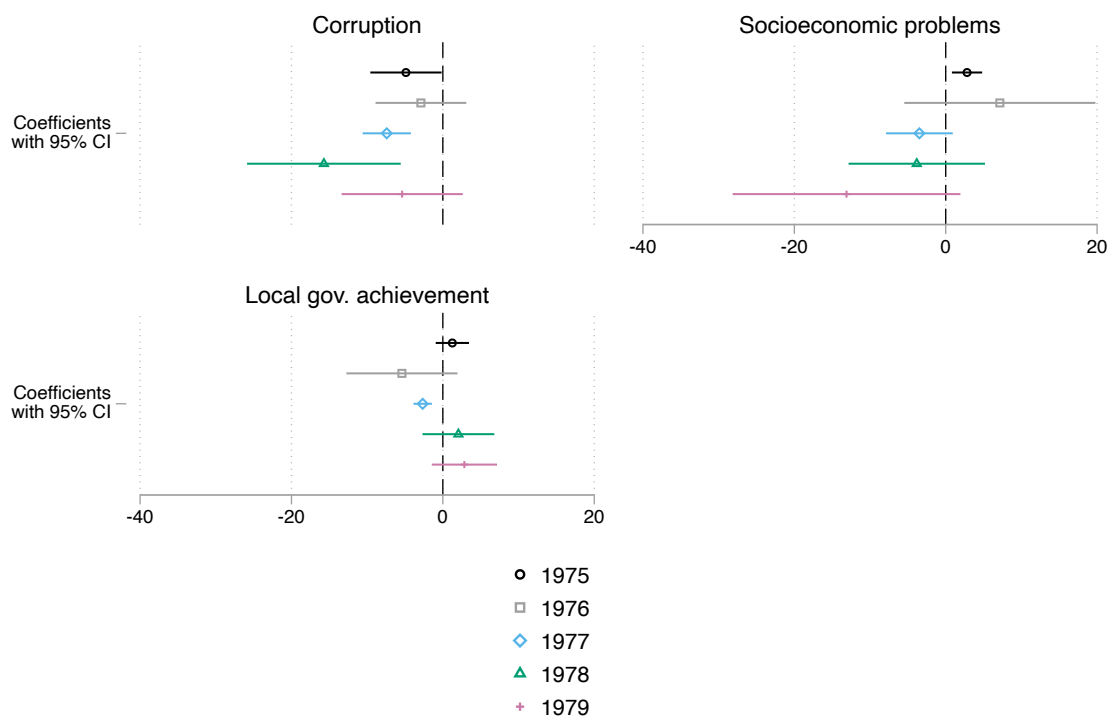 Corruption
Socioeconomic problems
Coefficients
with 95% CI
-40 -20 0 20
Local gov. achievement
Coefficients
with 95% CI
-40 -20 0 20
1975
1976
1977
1978
1979